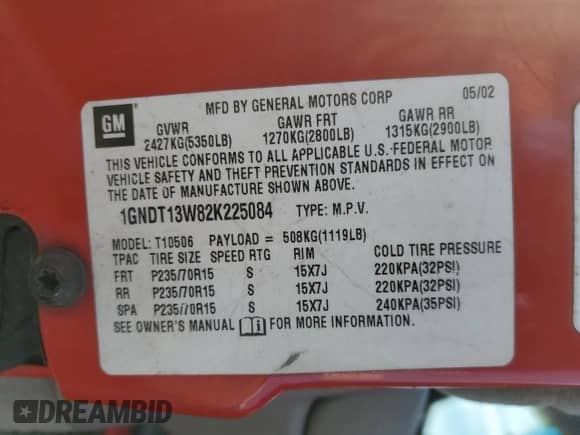 GM
MFD BY GENERAL MOTORS CORP 05/02
GVWR GAWR FRT GAWR RR
2427KG(5350LB) 1270KG(2800LB) 1315KG(2900LB)
THIS VEHICLE CONFORMS TO ALL APPLICABLE U.S. FEDERAL MOTOR
VEHICLE SAFETY AND THEFT PREVENTION STANDARDS IN EFFECT ON
THE DATE OF MANUFACTURE SHOWN ABOVE.
1GNDT13W82K225084 TYPE: M.P.V.
MODEL: T10506 PAYLOAD = 508KG(1119LB)
TPAC TIRE SIZE SPEED RTG RIM COLD TIRE PRESSURE
FRT P235/70R15 S 15X7J 220KPA(32PSI)
RR P235/70R15 S 15X7J 220KPA(32PSI)
SPA P235/70R15 S 15X7J 240KPA(35PSI)
SEE OWNER'S MANUAL i FOR MORE INFORMATION.
DREAMBID